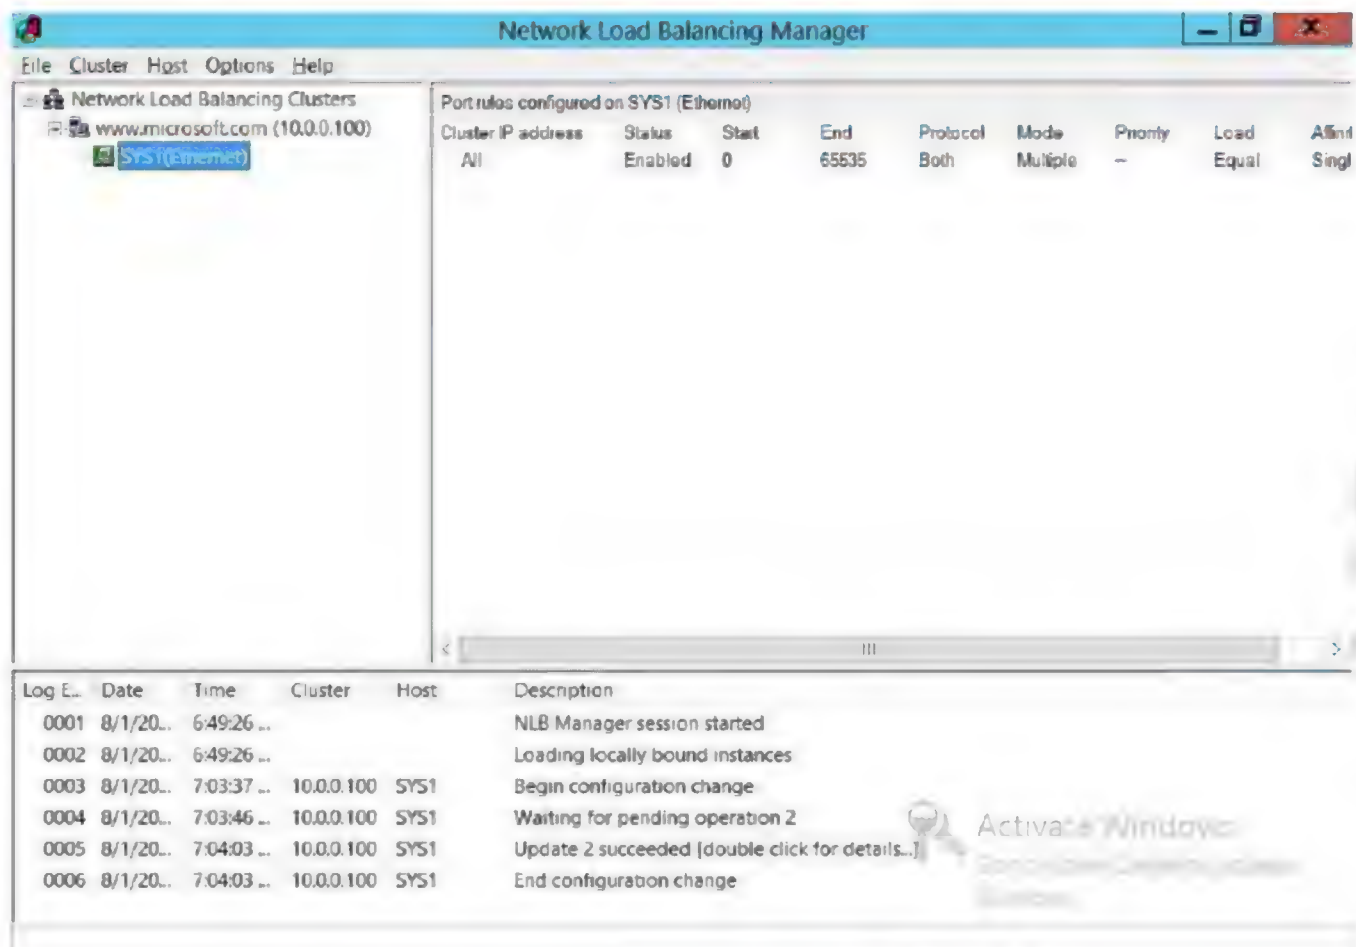 Network Load Balancing Manager
File Cluster Host Options Help
Network Load Balancing Clusters
www.microsoft.com (10.0.0.100)
SYS1(Ethernet)
Port rules configured on SYS1 (Ethernet)
Cluster IP address Status Start End Protocol Mode Priority Load Affinit
All Enabled 0 65535 Both Multiple -- Equal Singl
Log E... Date Time Cluster Host Description
0001 8/1/20... 6:49:26 ... NLB Manager session started
0002 8/1/20... 6:49:26 ... Loading locally bound instances
0003 8/1/20... 7:03:37 ... 10.0.0.100 SYS1 Begin configuration change
0004 8/1/20... 7:03:46 ... 10.0.0.100 SYS1 Waiting for pending operation 2
0005 8/1/20... 7:04:03 ... 10.0.0.100 SYS1 Update 2 succeeded [double click for details...]
0006 8/1/20... 7:04:03 ... 10.0.0.100 SYS1 End configuration change
Activate Windows